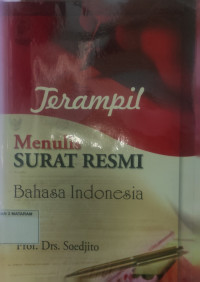 Terampil
Menulis
SURAT RESMI
Bahasa Indonesia
Prof. Drs. Soedjito